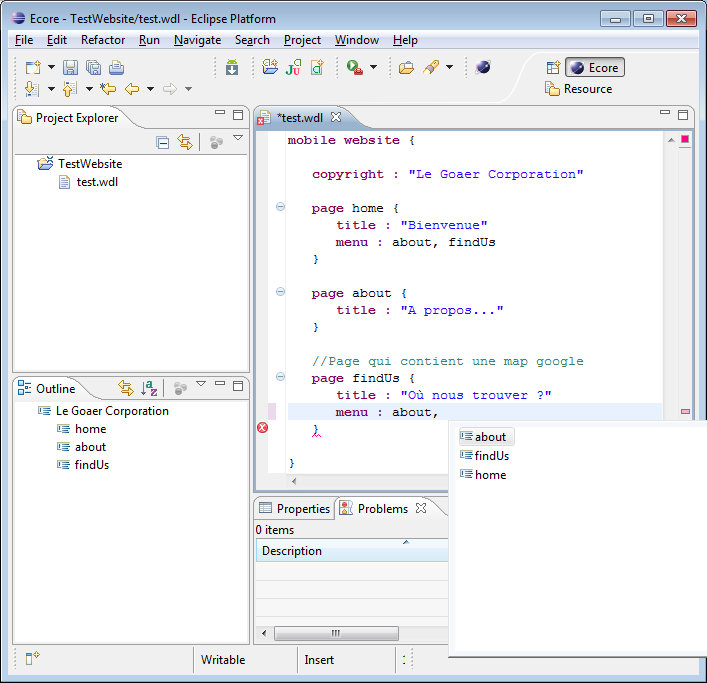 Ecore - TestWebsite/test.wdl - Eclipse Platform
File Edit Refactor Run Navigate Search Project Window Help
Ecore
Resource
Project Explorer
TestWebsite
test.wdl
Outline
Le Goaer Corporation
home
about
findUs
*test.wdl
mobile website {
copyright : "Le Goaer Corporation"
page home {
title : "Bienvenue"
menu : about, findUs
}
page about {
title : "A propos..."
}
//Page qui contient une map google
page findUs {
title : "Où nous trouver ?"
menu : about,
}
}
about
findUs
home
Properties Problems
0 items
Description
Writable Insert